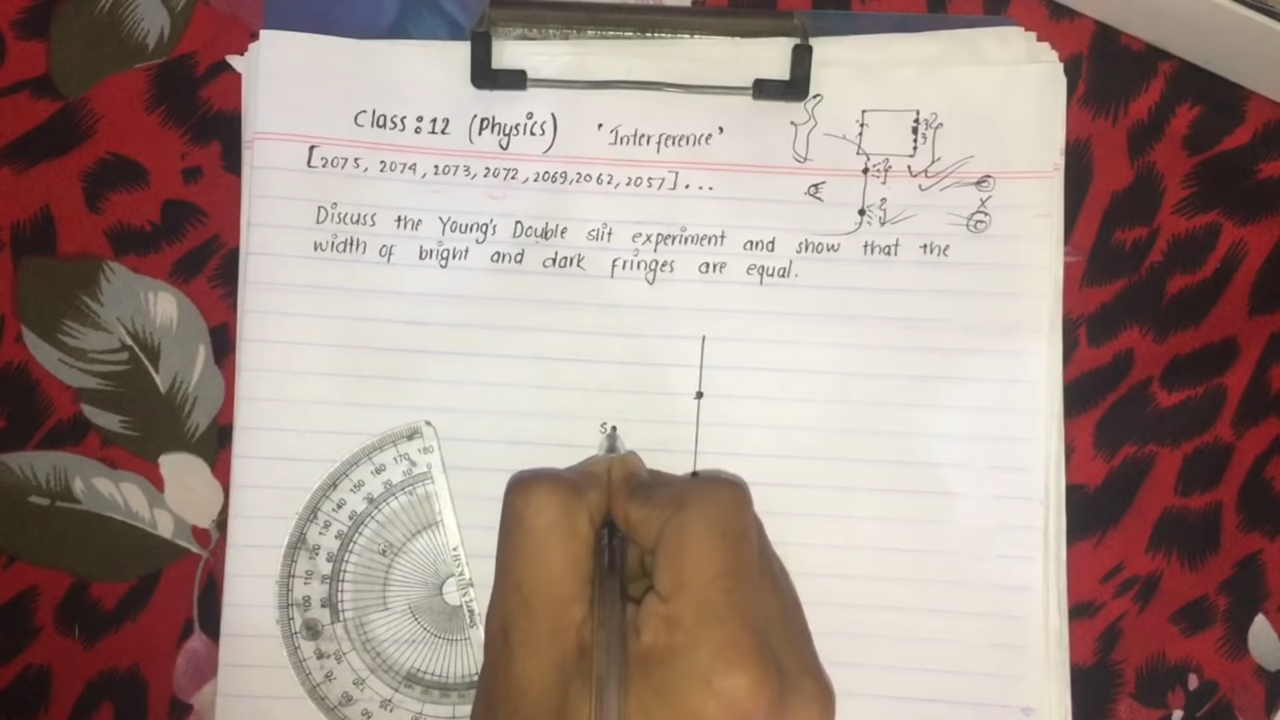 Class: 12 (Physics) 'Interference'
[2075, 2074, 2073, 2072, 2069, 2062, 2057] ...
Discuss the Young's Double slit experiment and show that the
width of bright and dark fringes are equal.
S